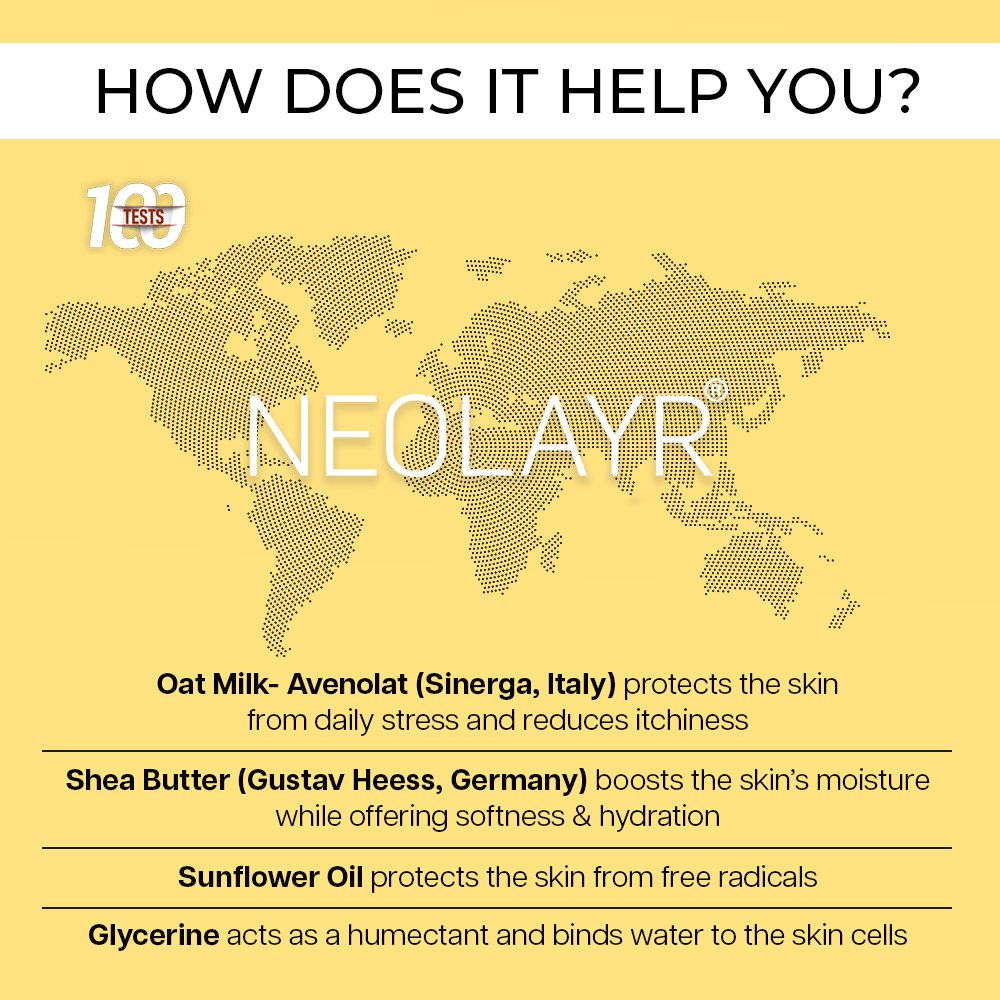 HOW DOES IT HELP YOU?
100
TESTS
NEOLAYR®
Oat Milk- Avenolat (Sinerga, Italy) protects the skin
from daily stress and reduces itchiness
Shea Butter (Gustav Heess, Germany) boosts the skin’s moisture
while offering softness & hydration
Sunflower Oil protects the skin from free radicals
Glycerine acts as a humectant and binds water to the skin cells